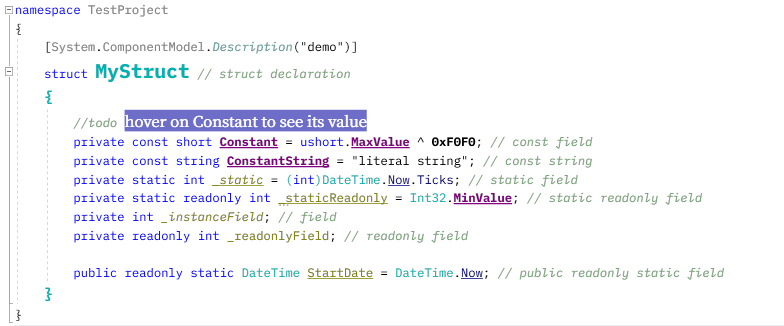 namespace TestProject
{
[System.ComponentModel.Description("demo")]
struct MyStruct // struct declaration
{
//todo hover on Constant to see its value
private const short Constant = ushort.MaxValue ^ 0xF0F0; // const field
private const string ConstantString = "literal string"; // const string
private static int _static = (int)DateTime.Now.Ticks; // static field
private static readonly int _staticReadonly = Int32.MinValue; // static readonly field
private int _instanceField; // field
private readonly int _readonlyField; // readonly field
public readonly static DateTime StartDate = DateTime.Now; // public readonly static field
}
}